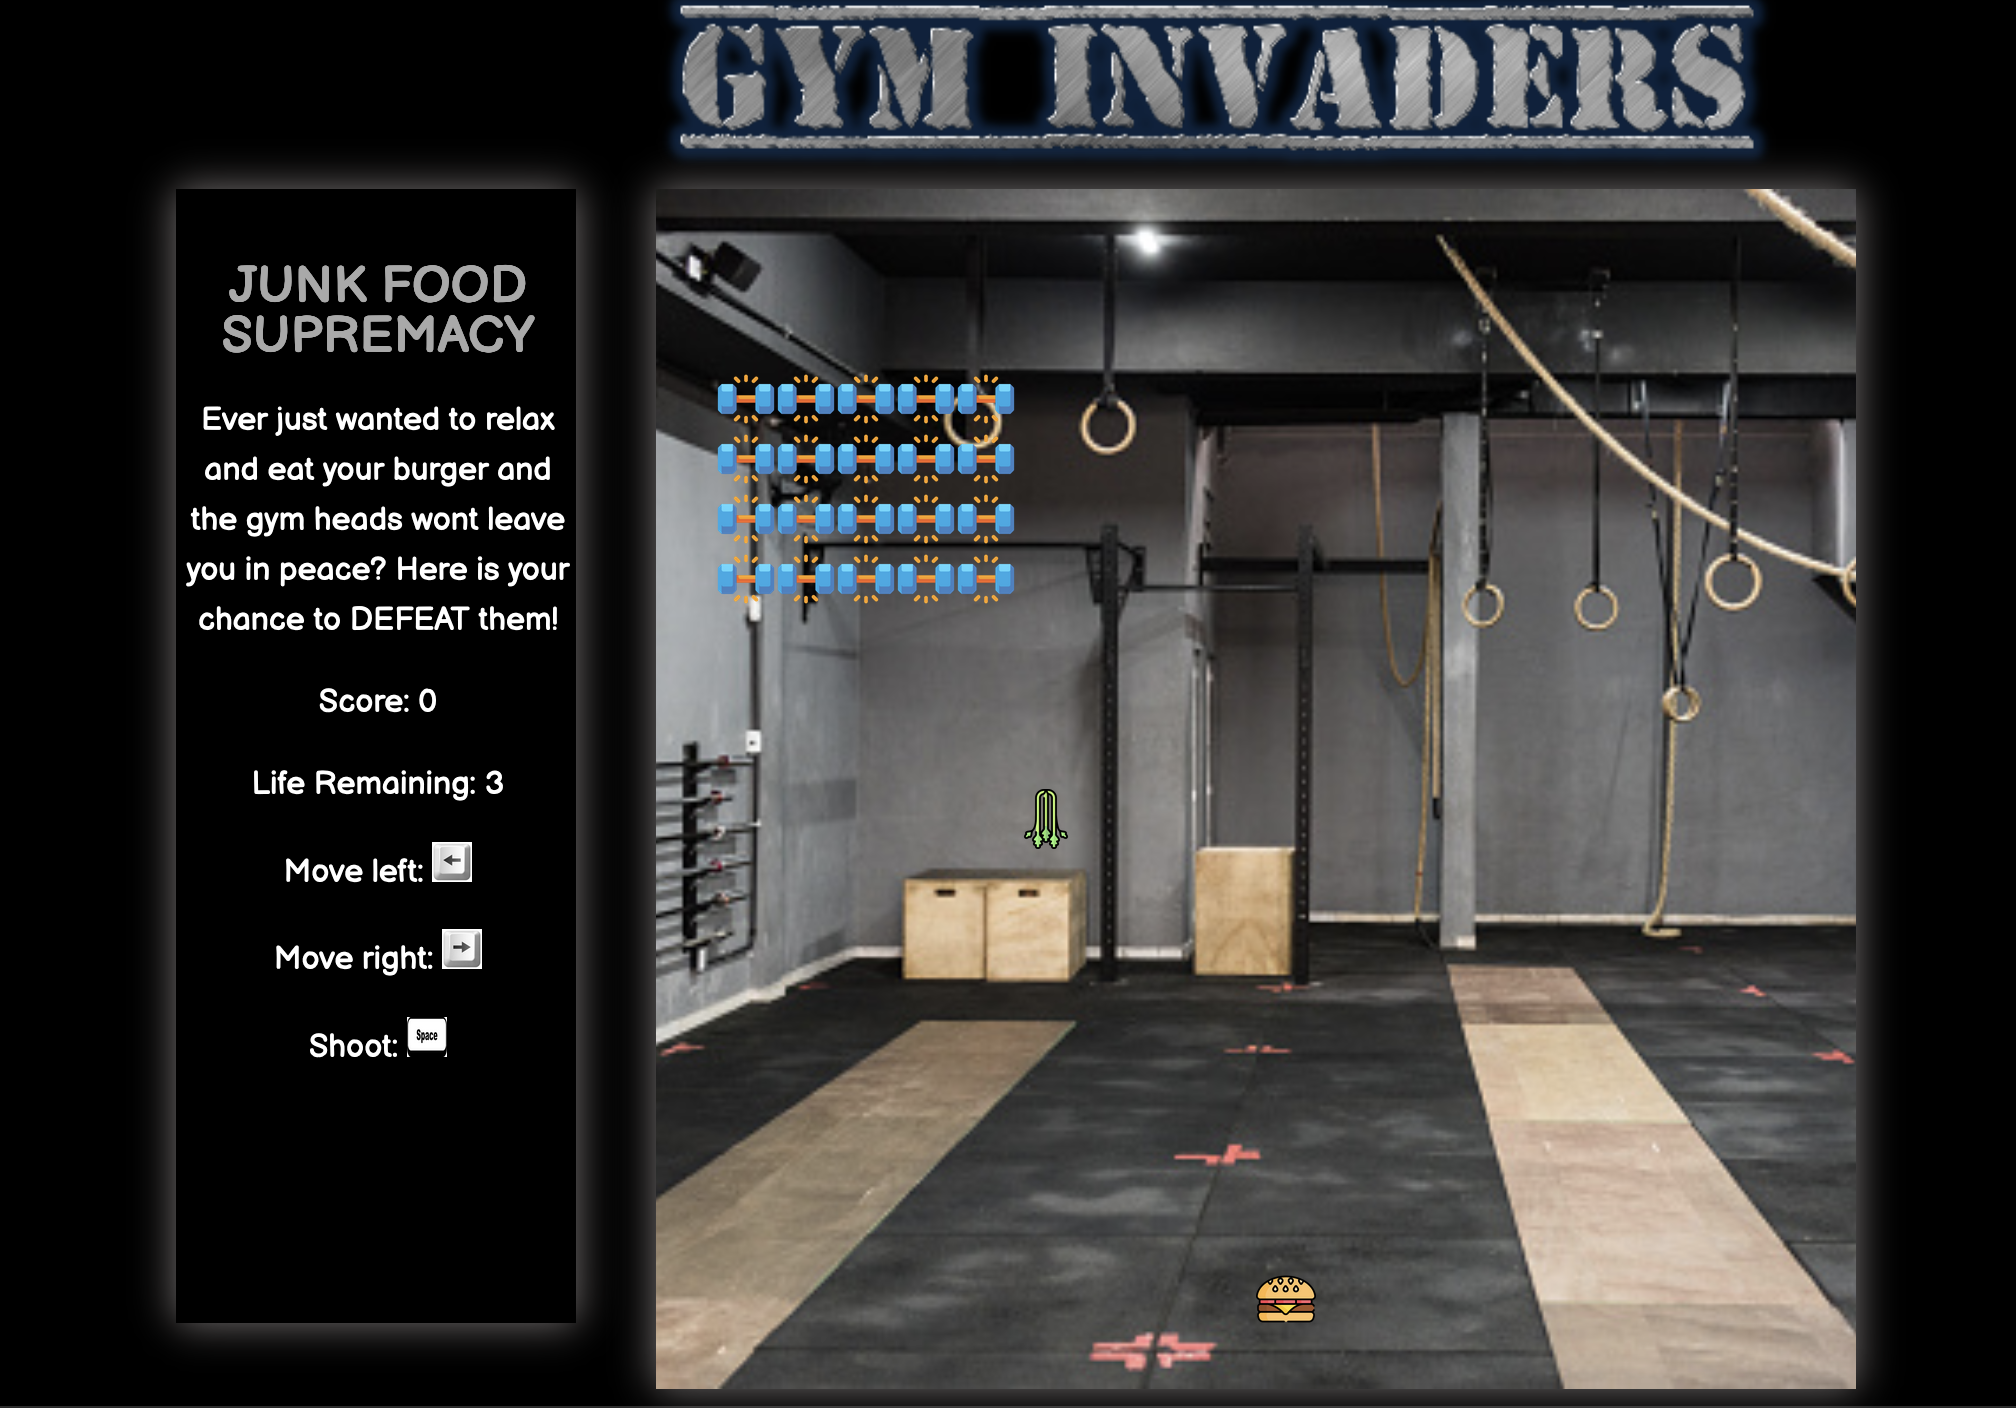 GYM INVADERS
JUNK FOOD
SUPREMACY
Ever just wanted to relax
and eat your burger and
the gym heads wont leave
you in peace? Here is your
chance to DEFEAT them!
Score: 0
Life Remaining: 3
Move left: ←
Move right: →
Shoot: Space